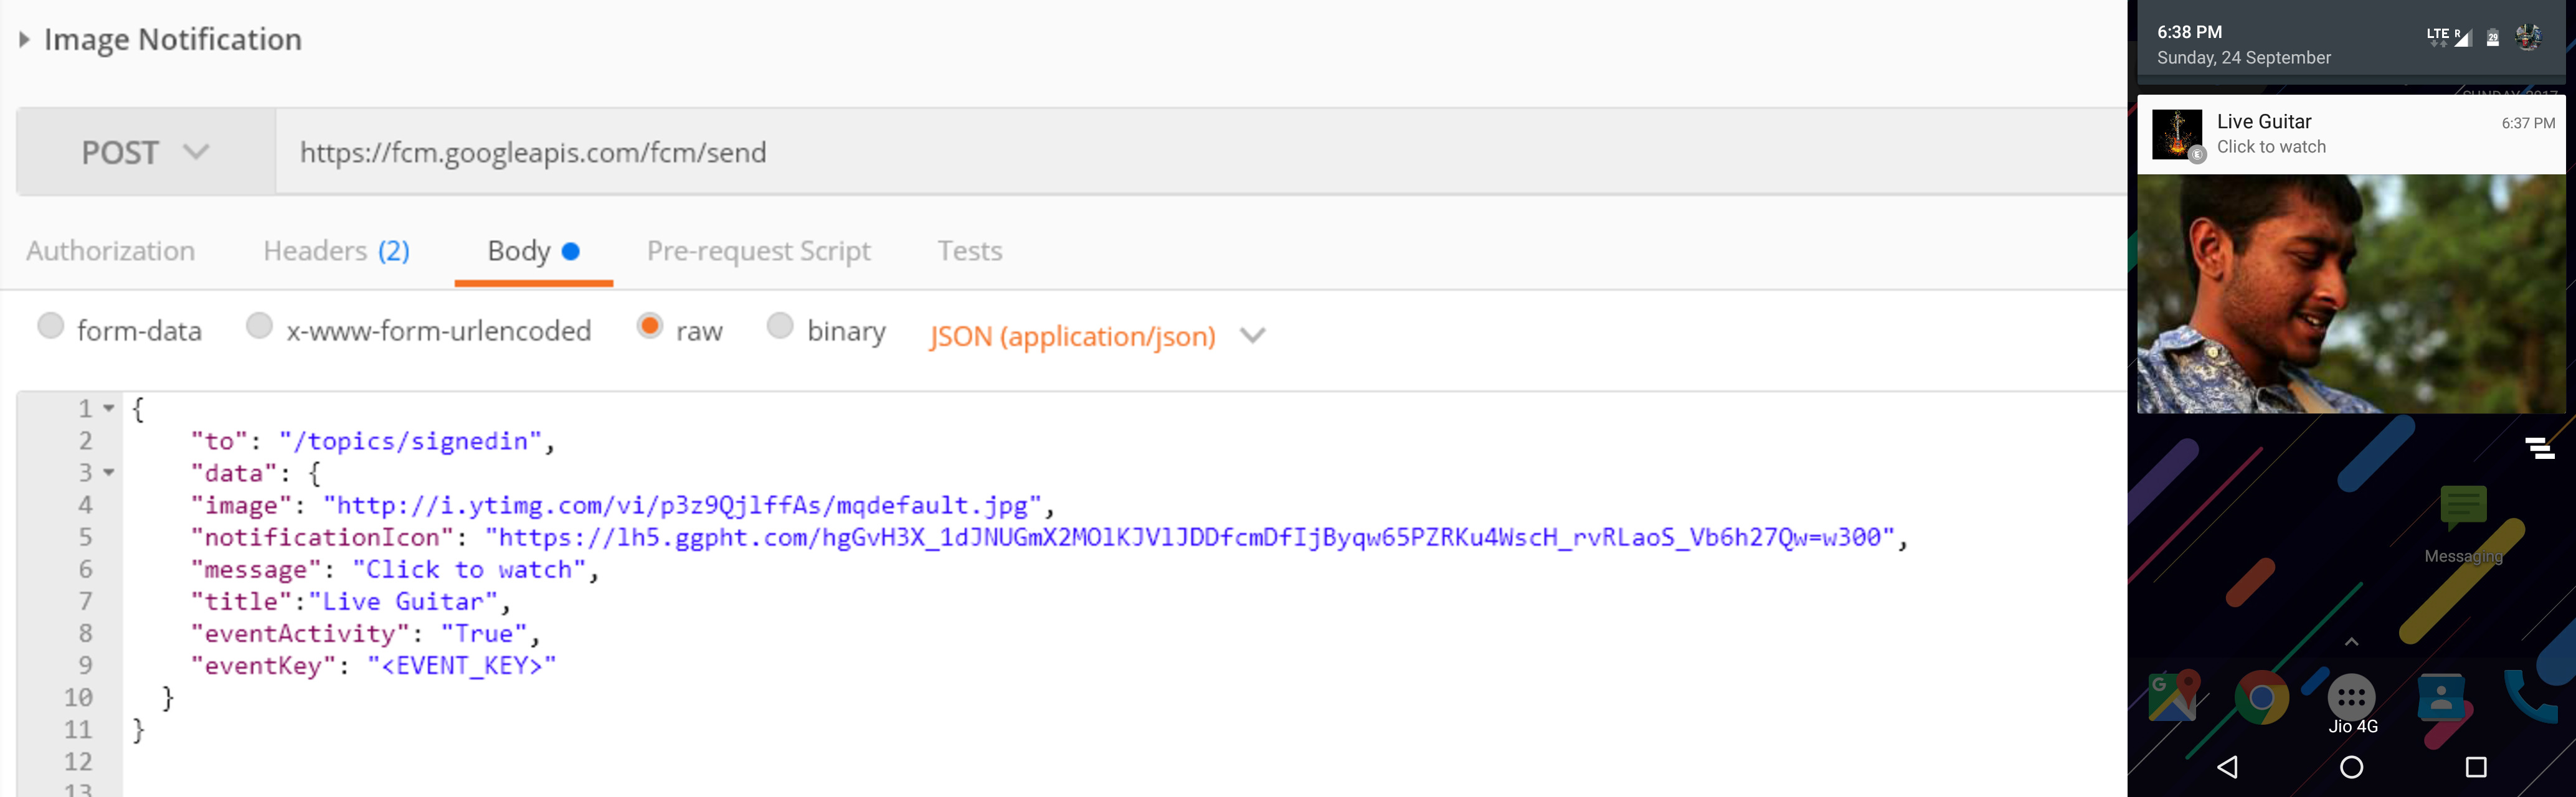 Image Notification
POST
https://fcm.googleapis.com/fcm/send
Authorization Headers (2) Body Pre-request Script Tests
form-data x-www-form-urlencoded raw binary JSON (application/json)
1 {
2 "to": "/topics/signedin",
3 "data": {
4 "image": "http://i.ytimg.com/vi/p3z9QjlffAs/mqdefault.jpg",
5 "notificationIcon": "https://lh5.ggpht.com/hgGvH3X_1dJNUGmX2MOlKJVlJDDfcmDfIjByqw65PZRKu4WscH_rvRLaoS_Vb6h27Qw=w300",
6 "message": "Click to watch",
7 "title":"Live Guitar",
8 "eventActivity": "True",
9 "eventKey": "<EVENT_KEY>"
10 }
11 }
12
13
6:38 PM
LTE R 29
Sunday, 24 September
Live Guitar 6:37 PM
Click to watch
Messaging
G
Jio 4G